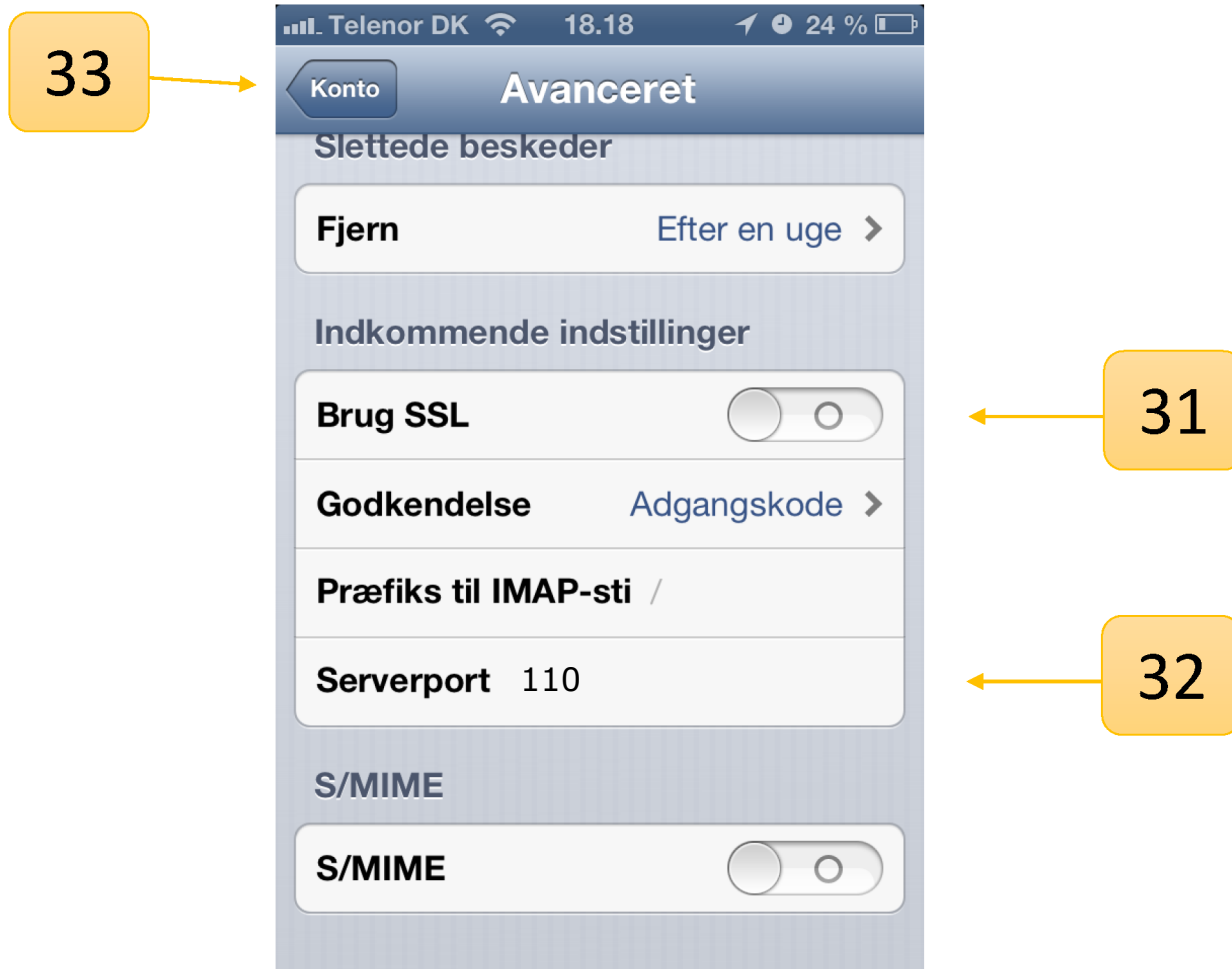 Telenor DK 18.18 24 %
33
Konto Avanceret
Slettede beskeder
Fjern Efter en uge
Indkommende indstillinger
Brug SSL
31
Godkendelse Adgangskode
Præfiks til IMAP-sti /
Serverport 110
32
S/MIME
S/MIME